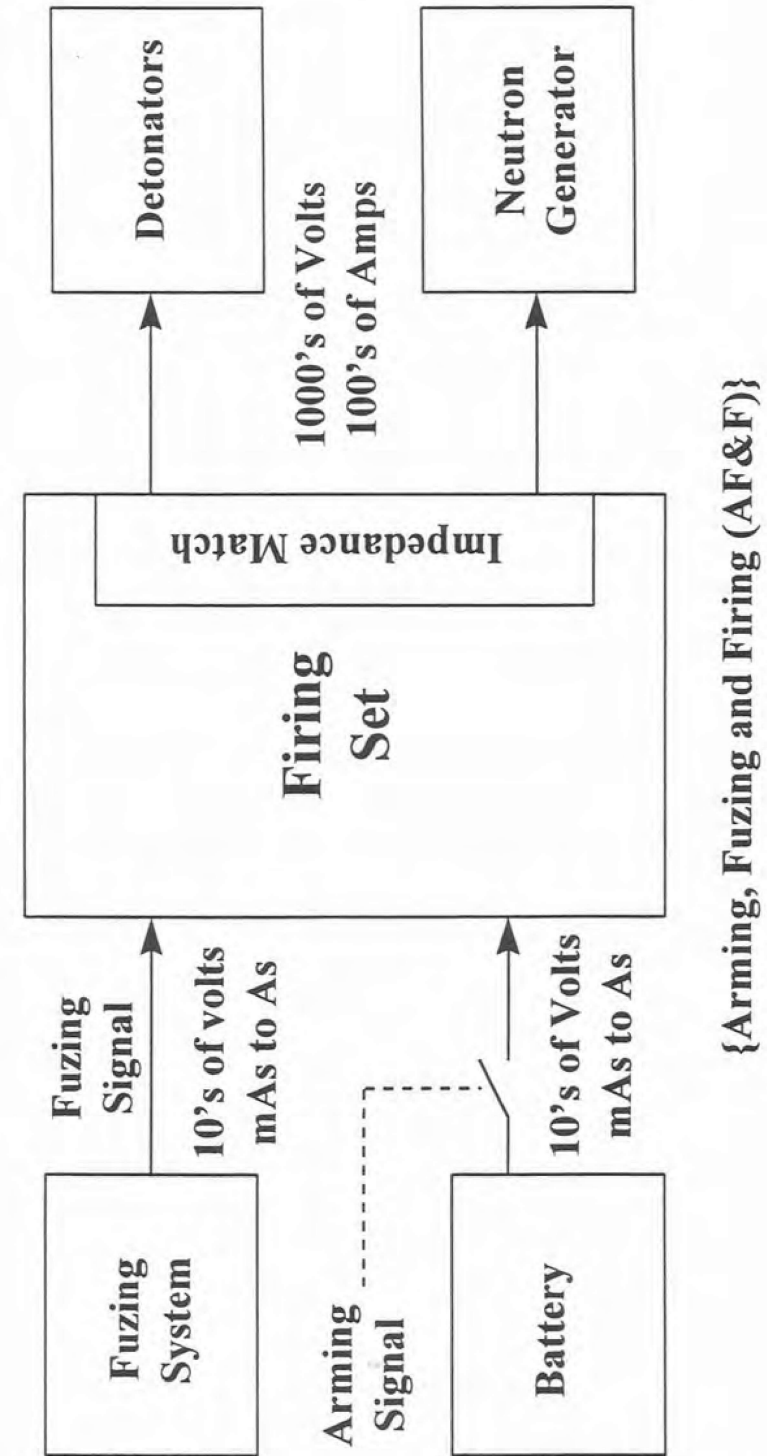 Fuzing
System
Fuzing
Signal
10's of volts
mAs to As
Arming
Signal
Battery
10's of Volts
mAs to As
Firing
Set
Impedance Match
Detonators
1000's of Volts
100's of Amps
Neutron
Generator
{Arming, Fuzing and Firing (AF&F)}